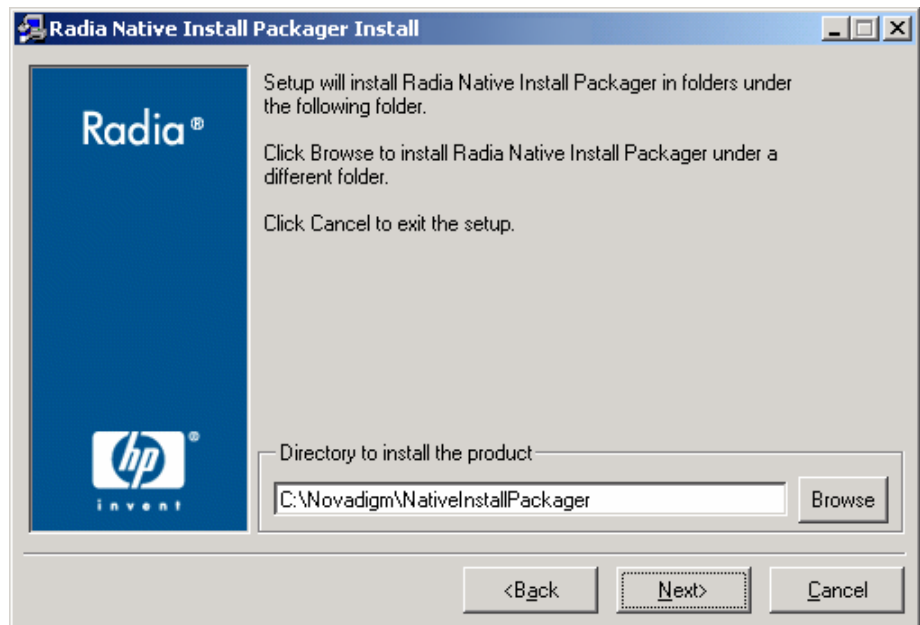 Radia Native Install Packager Install
Radia®
Setup will install Radia Native Install Packager in folders under
the following folder.
Click Browse to install Radia Native Install Packager under a
different folder.
Click Cancel to exit the setup.
hp®
invent
Directory to install the product
C:\Novadigm\NativeInstallPackager
Browse
<Back
Next>
Cancel